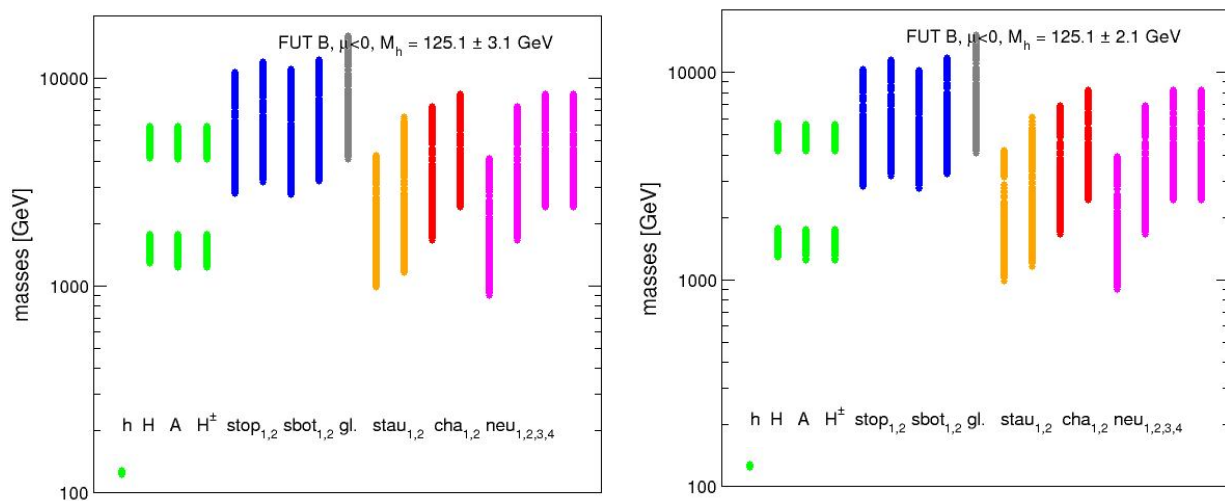 FUT B, μ<0, M_h = 125.1 ± 3.1 GeV
10000
1000
100
masses [GeV]
h H A H^± stop_1,2 sbot_1,2 gl. stau_1,2 cha_1,2 neu_1,2,3,4
FUT B, μ<0, M_h = 125.1 ± 2.1 GeV
10000
1000
100
masses [GeV]
h H A H^± stop_1,2 sbot_1,2 gl. stau_1,2 cha_1,2 neu_1,2,3,4